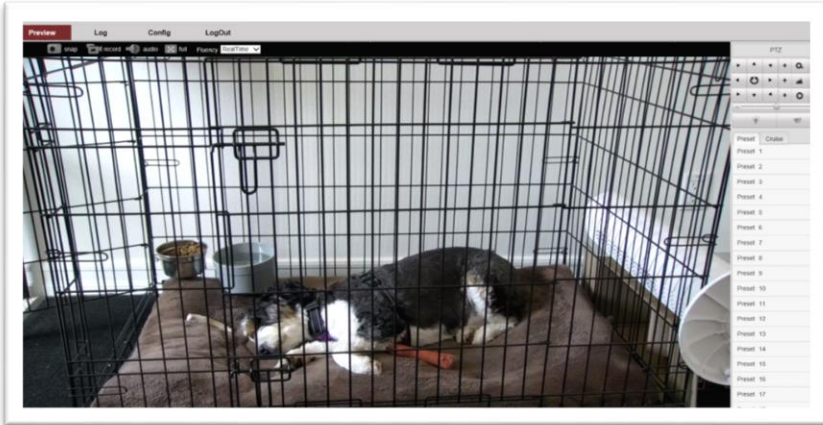 Preview Log Config LogOut
snap record audio full Fluency RealTime
PTZ
Preset Cruise
Preset 1
Preset 2
Preset 3
Preset 4
Preset 5
Preset 6
Preset 7
Preset 8
Preset 9
Preset 10
Preset 11
Preset 12
Preset 13
Preset 14
Preset 15
Preset 16
Preset 17